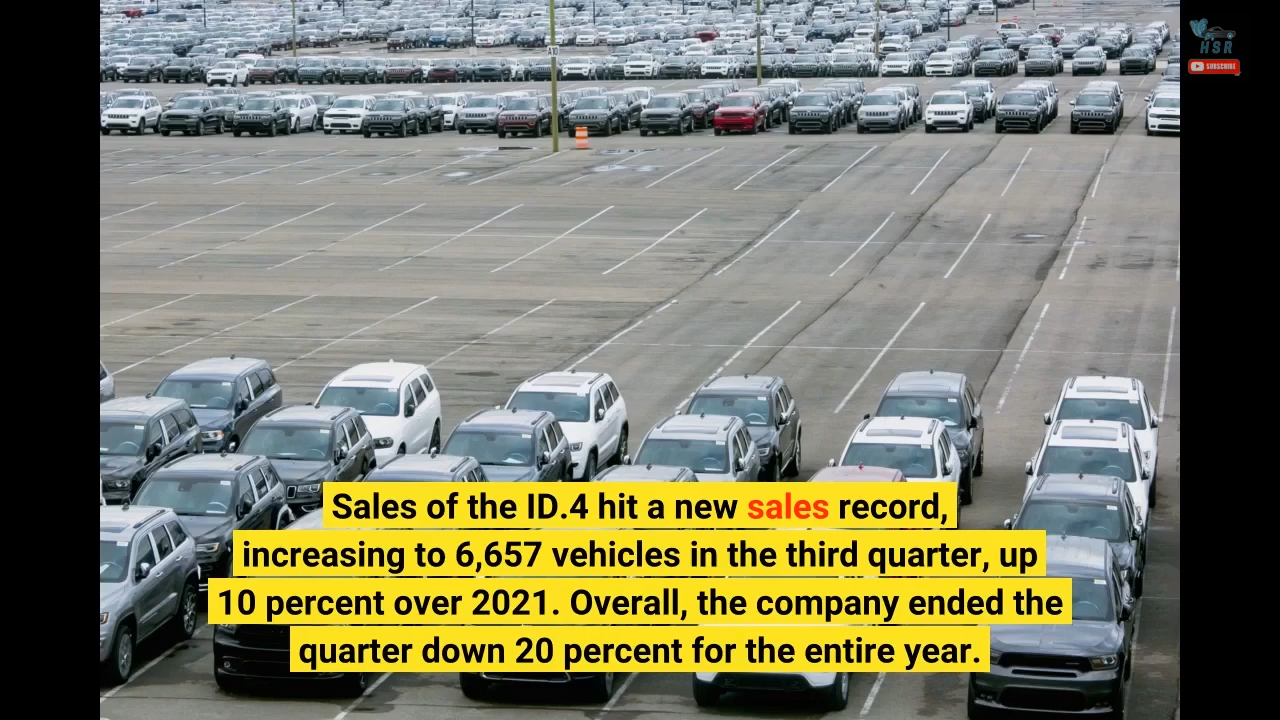 HSR
SUBSCRIBE
A10
Sales of the ID.4 hit a new sales record,
increasing to 6,657 vehicles in the third quarter, up
10 percent over 2021. Overall, the company ended the
quarter down 20 percent for the entire year.